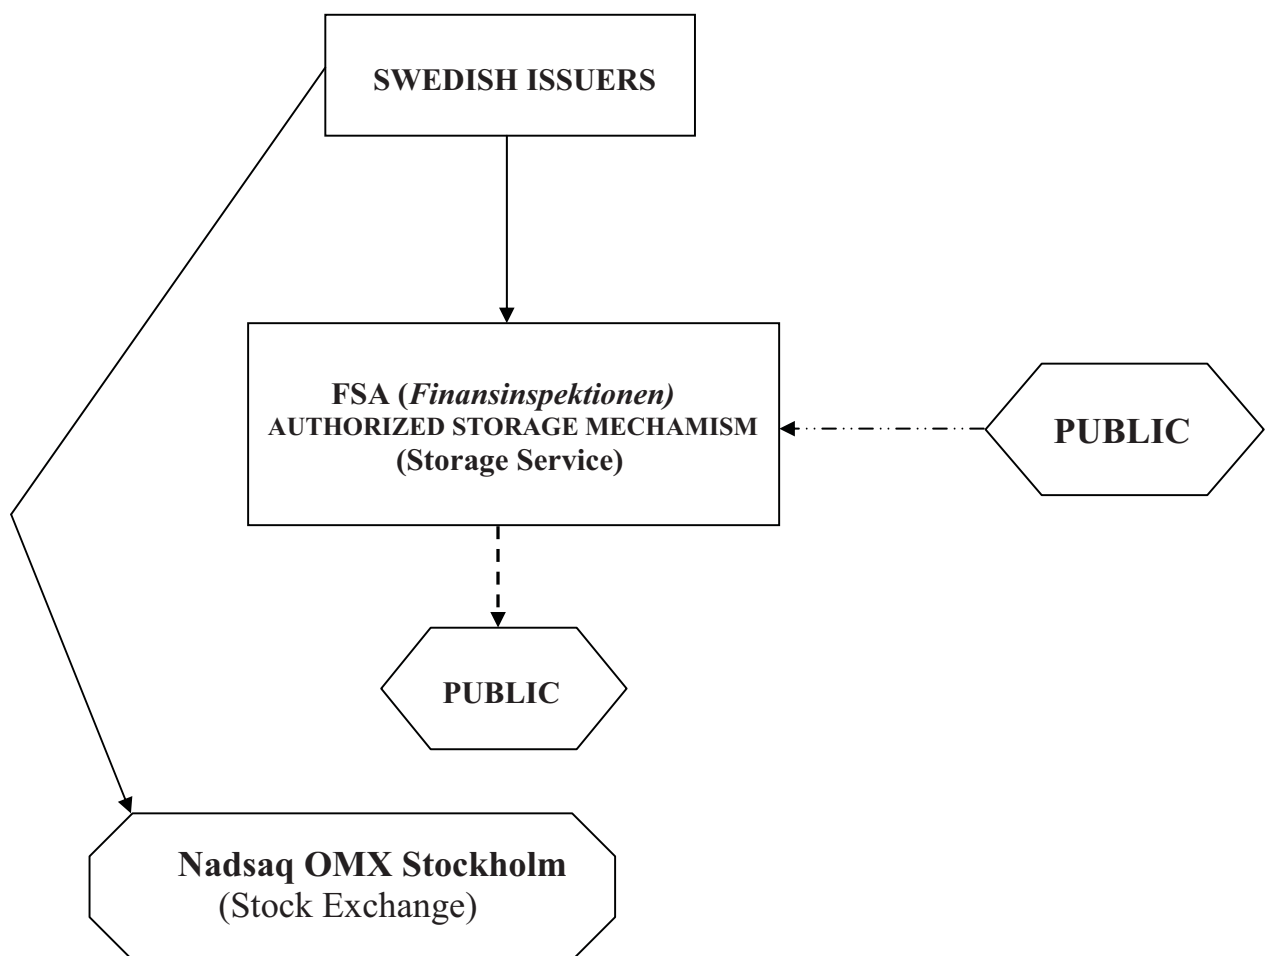 SWEDISH ISSUERS
FSA (Finansinspektionen)
AUTHORIZED STORAGE MECHAMISM
(Storage Service)
PUBLIC
PUBLIC
Nadsaq OMX Stockholm
(Stock Exchange)